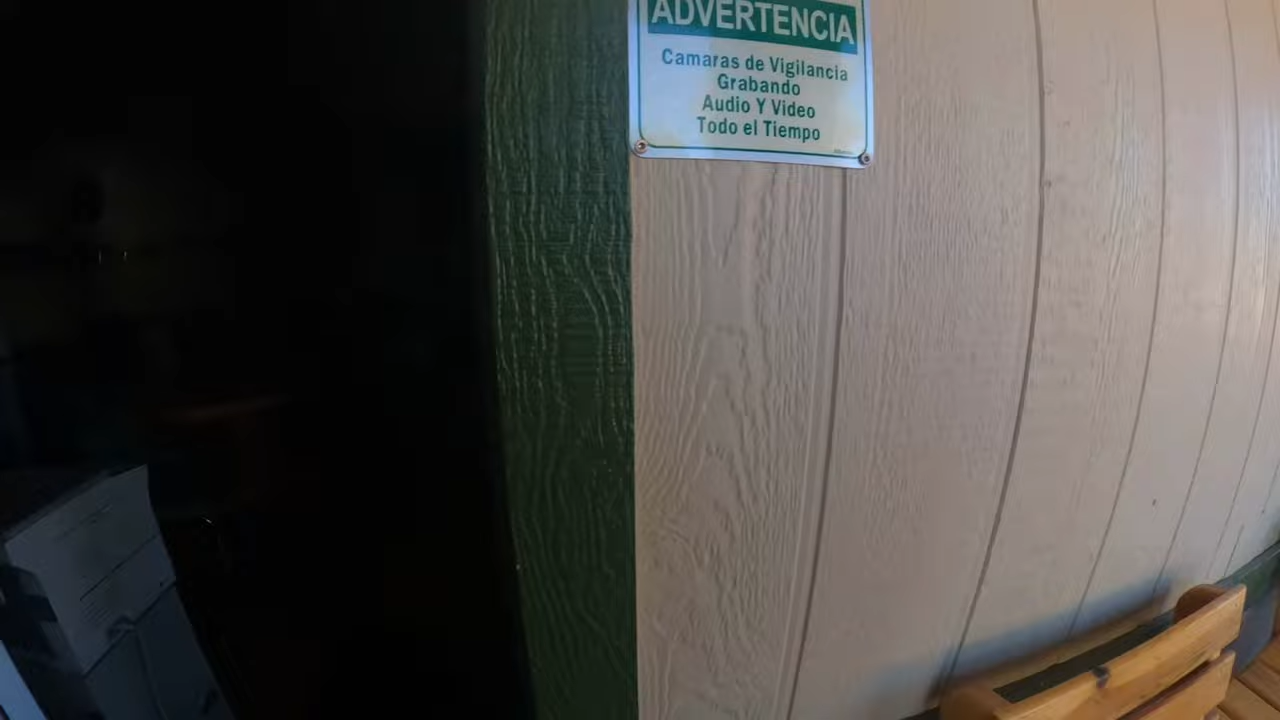 ADVERTENCIA
Camaras de Vigilancia
Grabando
Audio Y Video
Todo el Tiempo